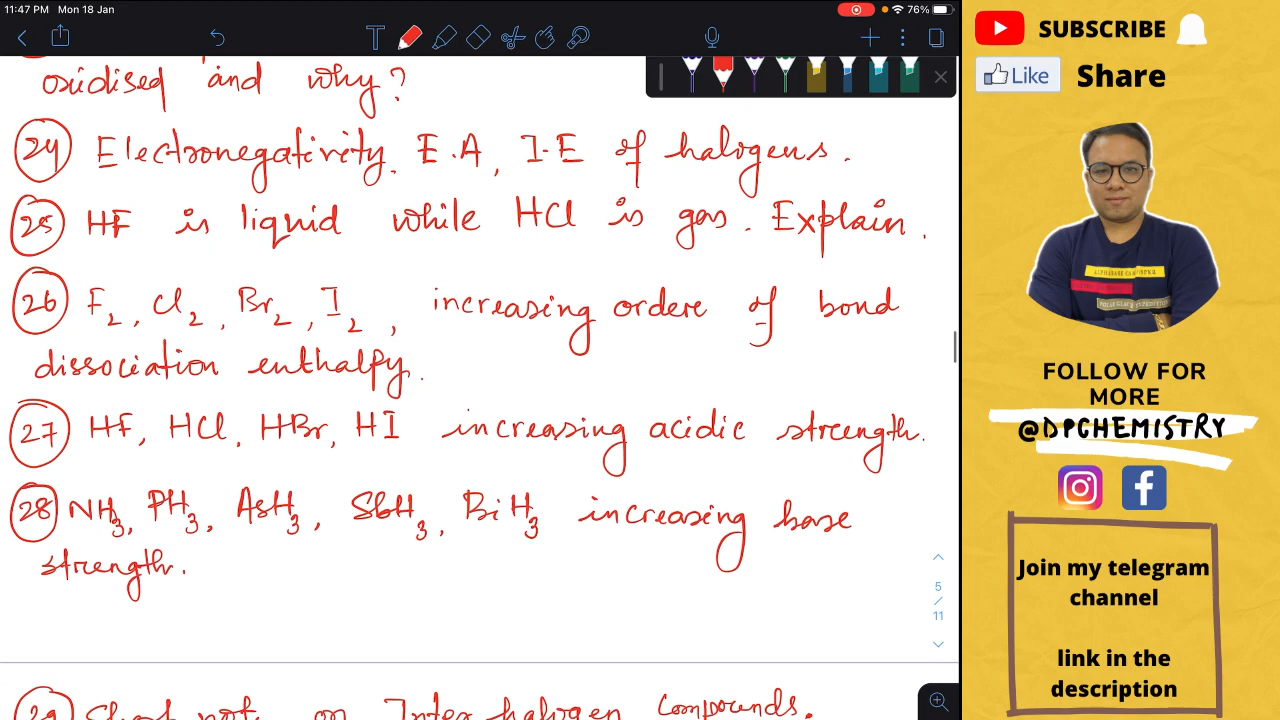 11:47 PM Mon 18 Jan
76%
SUBSCRIBE
Like
Share
oxidised and why?
24 Electronegativity, E.A, I.E of halogens.
25 HF is liquid while HCl is gas. Explain.
26 F2, Cl2, Br2, I2, increasing ordere of bond
dissociation enthalpy.
27 HF, HCl, HBr, HI increasing acidic strength.
28 NH3, PH3, AsH3, SbH3, BiH3 increasing base
strength.
5
/
11
29 Short note on Inter halogen compounds.
FOLLOW FOR
MORE
@DPCHEMISTRY
Join my telegram
channel
link in the
description